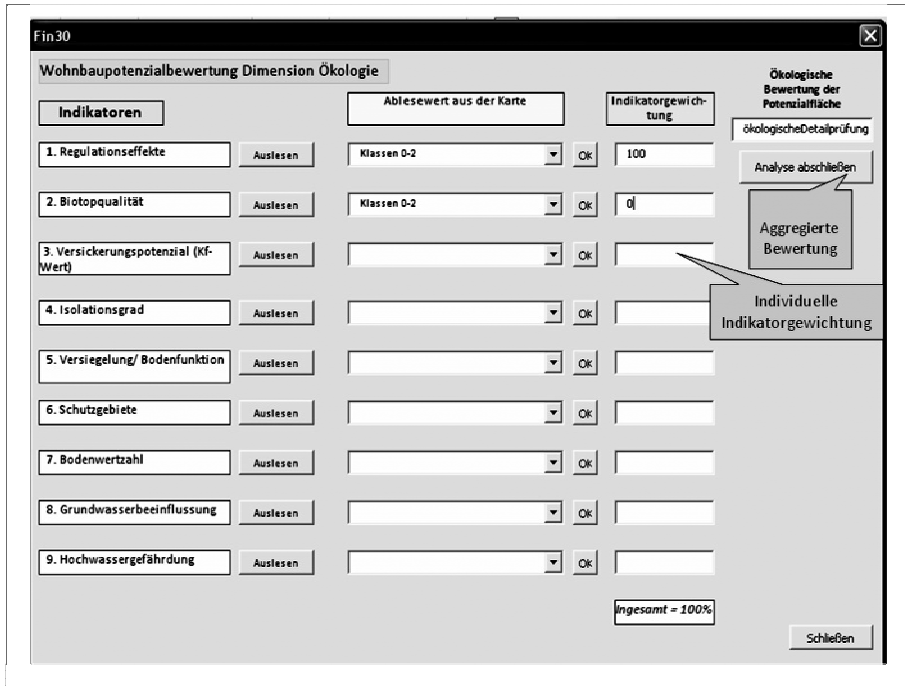 Fin30
Wohnbaupotenzialbewertung Dimension Ökologie
Ökologische
Bewertung der
Potenzialfläche
Indikatoren
Ablesewert aus der Karte
Indikatorgewich-
tung
ökologischeDetailprüfung
1. Regulationseffekte
Auslesen
Klassen 0-2
OK
100
Analyse abschließen
2. Biotopqualität
Auslesen
Klassen 0-2
OK
0
Aggregierte
Bewertung
3. Versickerungspotenzial (Kf-
Wert)
Auslesen
OK
Individuelle
Indikatorgewichtung
4. Isolationsgrad
Auslesen
OK
5. Versiegelung/ Bodenfunktion
Auslesen
OK
6. Schutzgebiete
Auslesen
OK
7. Bodenwertzahl
Auslesen
OK
8. Grundwasserbeeinflussung
Auslesen
OK
9. Hochwassergefährdung
Auslesen
OK
Ingesamt = 100%
Schließen